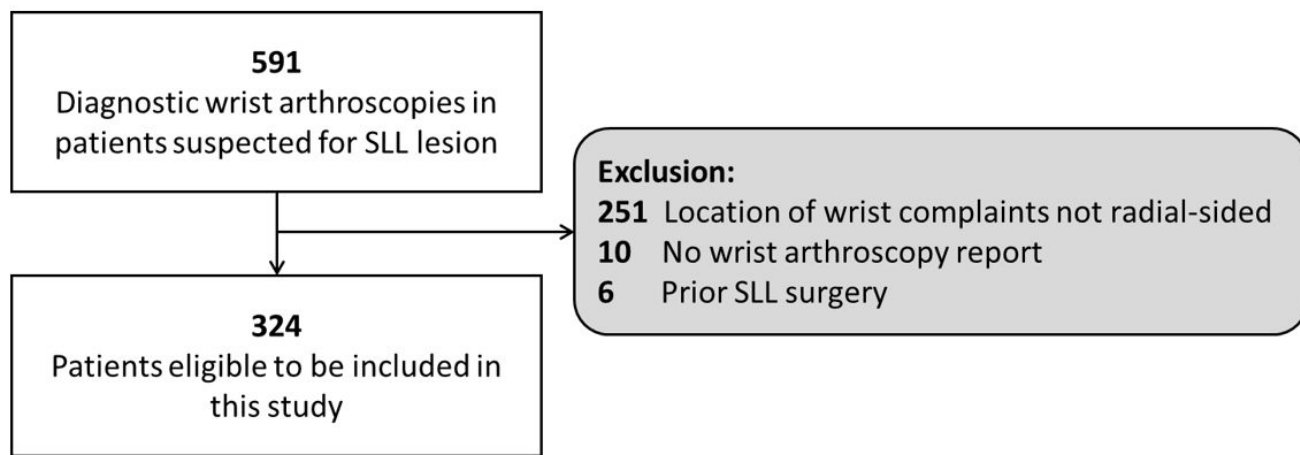 591
Diagnostic wrist arthroscopies in
patients suspected for SLL lesion
Exclusion:
251 Location of wrist complaints not radial-sided
10 No wrist arthroscopy report
6 Prior SLL surgery
324
Patients eligible to be included in
this study